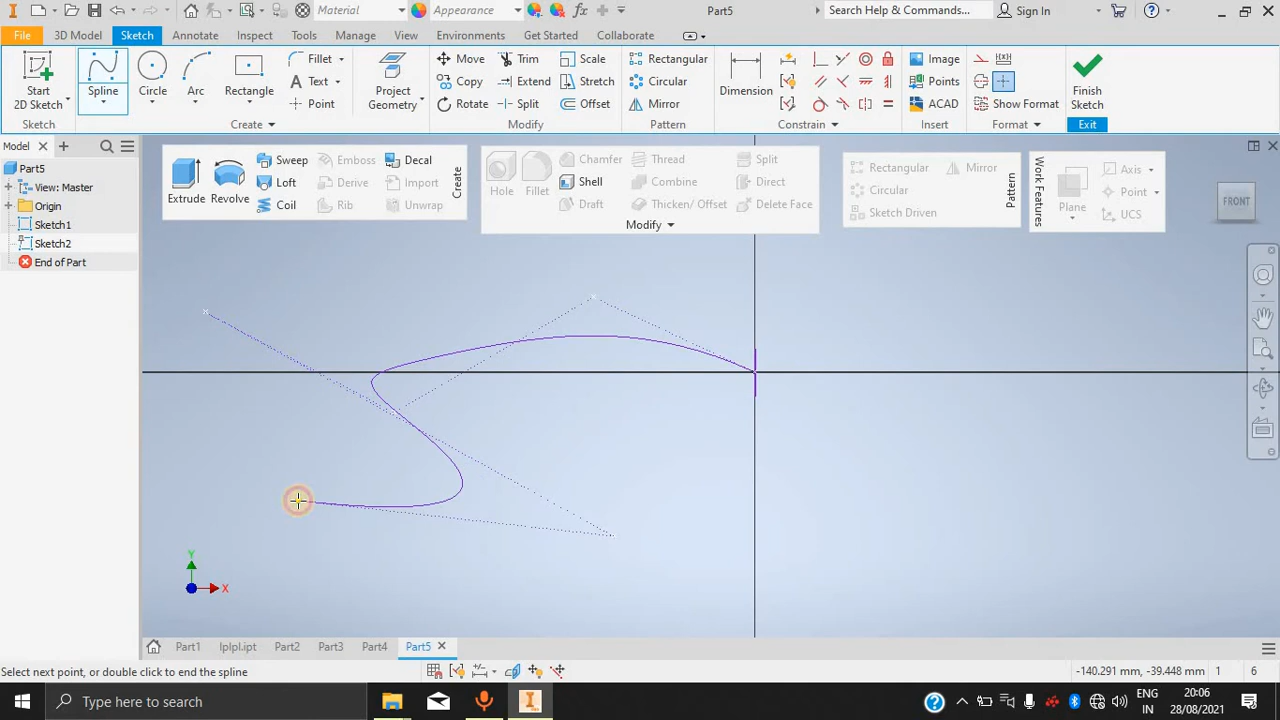 Material
Appearance
Part5
Search Help & Commands...
Sign In
File
3D Model
Sketch
Annotate
Inspect
Tools
Manage
View
Environments
Get Started
Collaborate
Start
2D Sketch
Sketch
Spline
Circle
Arc
Rectangle
Fillet
Text
Point
Create
Project
Geometry
Move
Copy
Rotate
Trim
Extend
Split
Scale
Stretch
Offset
Modify
Rectangular
Circular
Mirror
Pattern
Dimension
Constrain
Image
Points
ACAD
Insert
Show Format
Format
Finish
Sketch
Exit
Model
Part5
View: Master
Origin
Sketch1
Sketch2
End of Part
Extrude
Revolve
Sweep
Loft
Coil
Emboss
Derive
Rib
Decal
Import
Unwrap
Create
Hole
Fillet
Chamfer
Shell
Draft
Thread
Combine
Thicken/ Offset
Split
Direct
Delete Face
Modify
Rectangular
Mirror
Circular
Sketch Driven
Pattern
Work Features
Plane
Axis
Point
UCS
FRONT
Y
X
Part1
lplpl.ipt
Part2
Part3
Part4
Part5
Select next point, or double click to end the spline
-140.291 mm, -39.448 mm
1
6
Type here to search
ENG
IN
20:06
28/08/2021